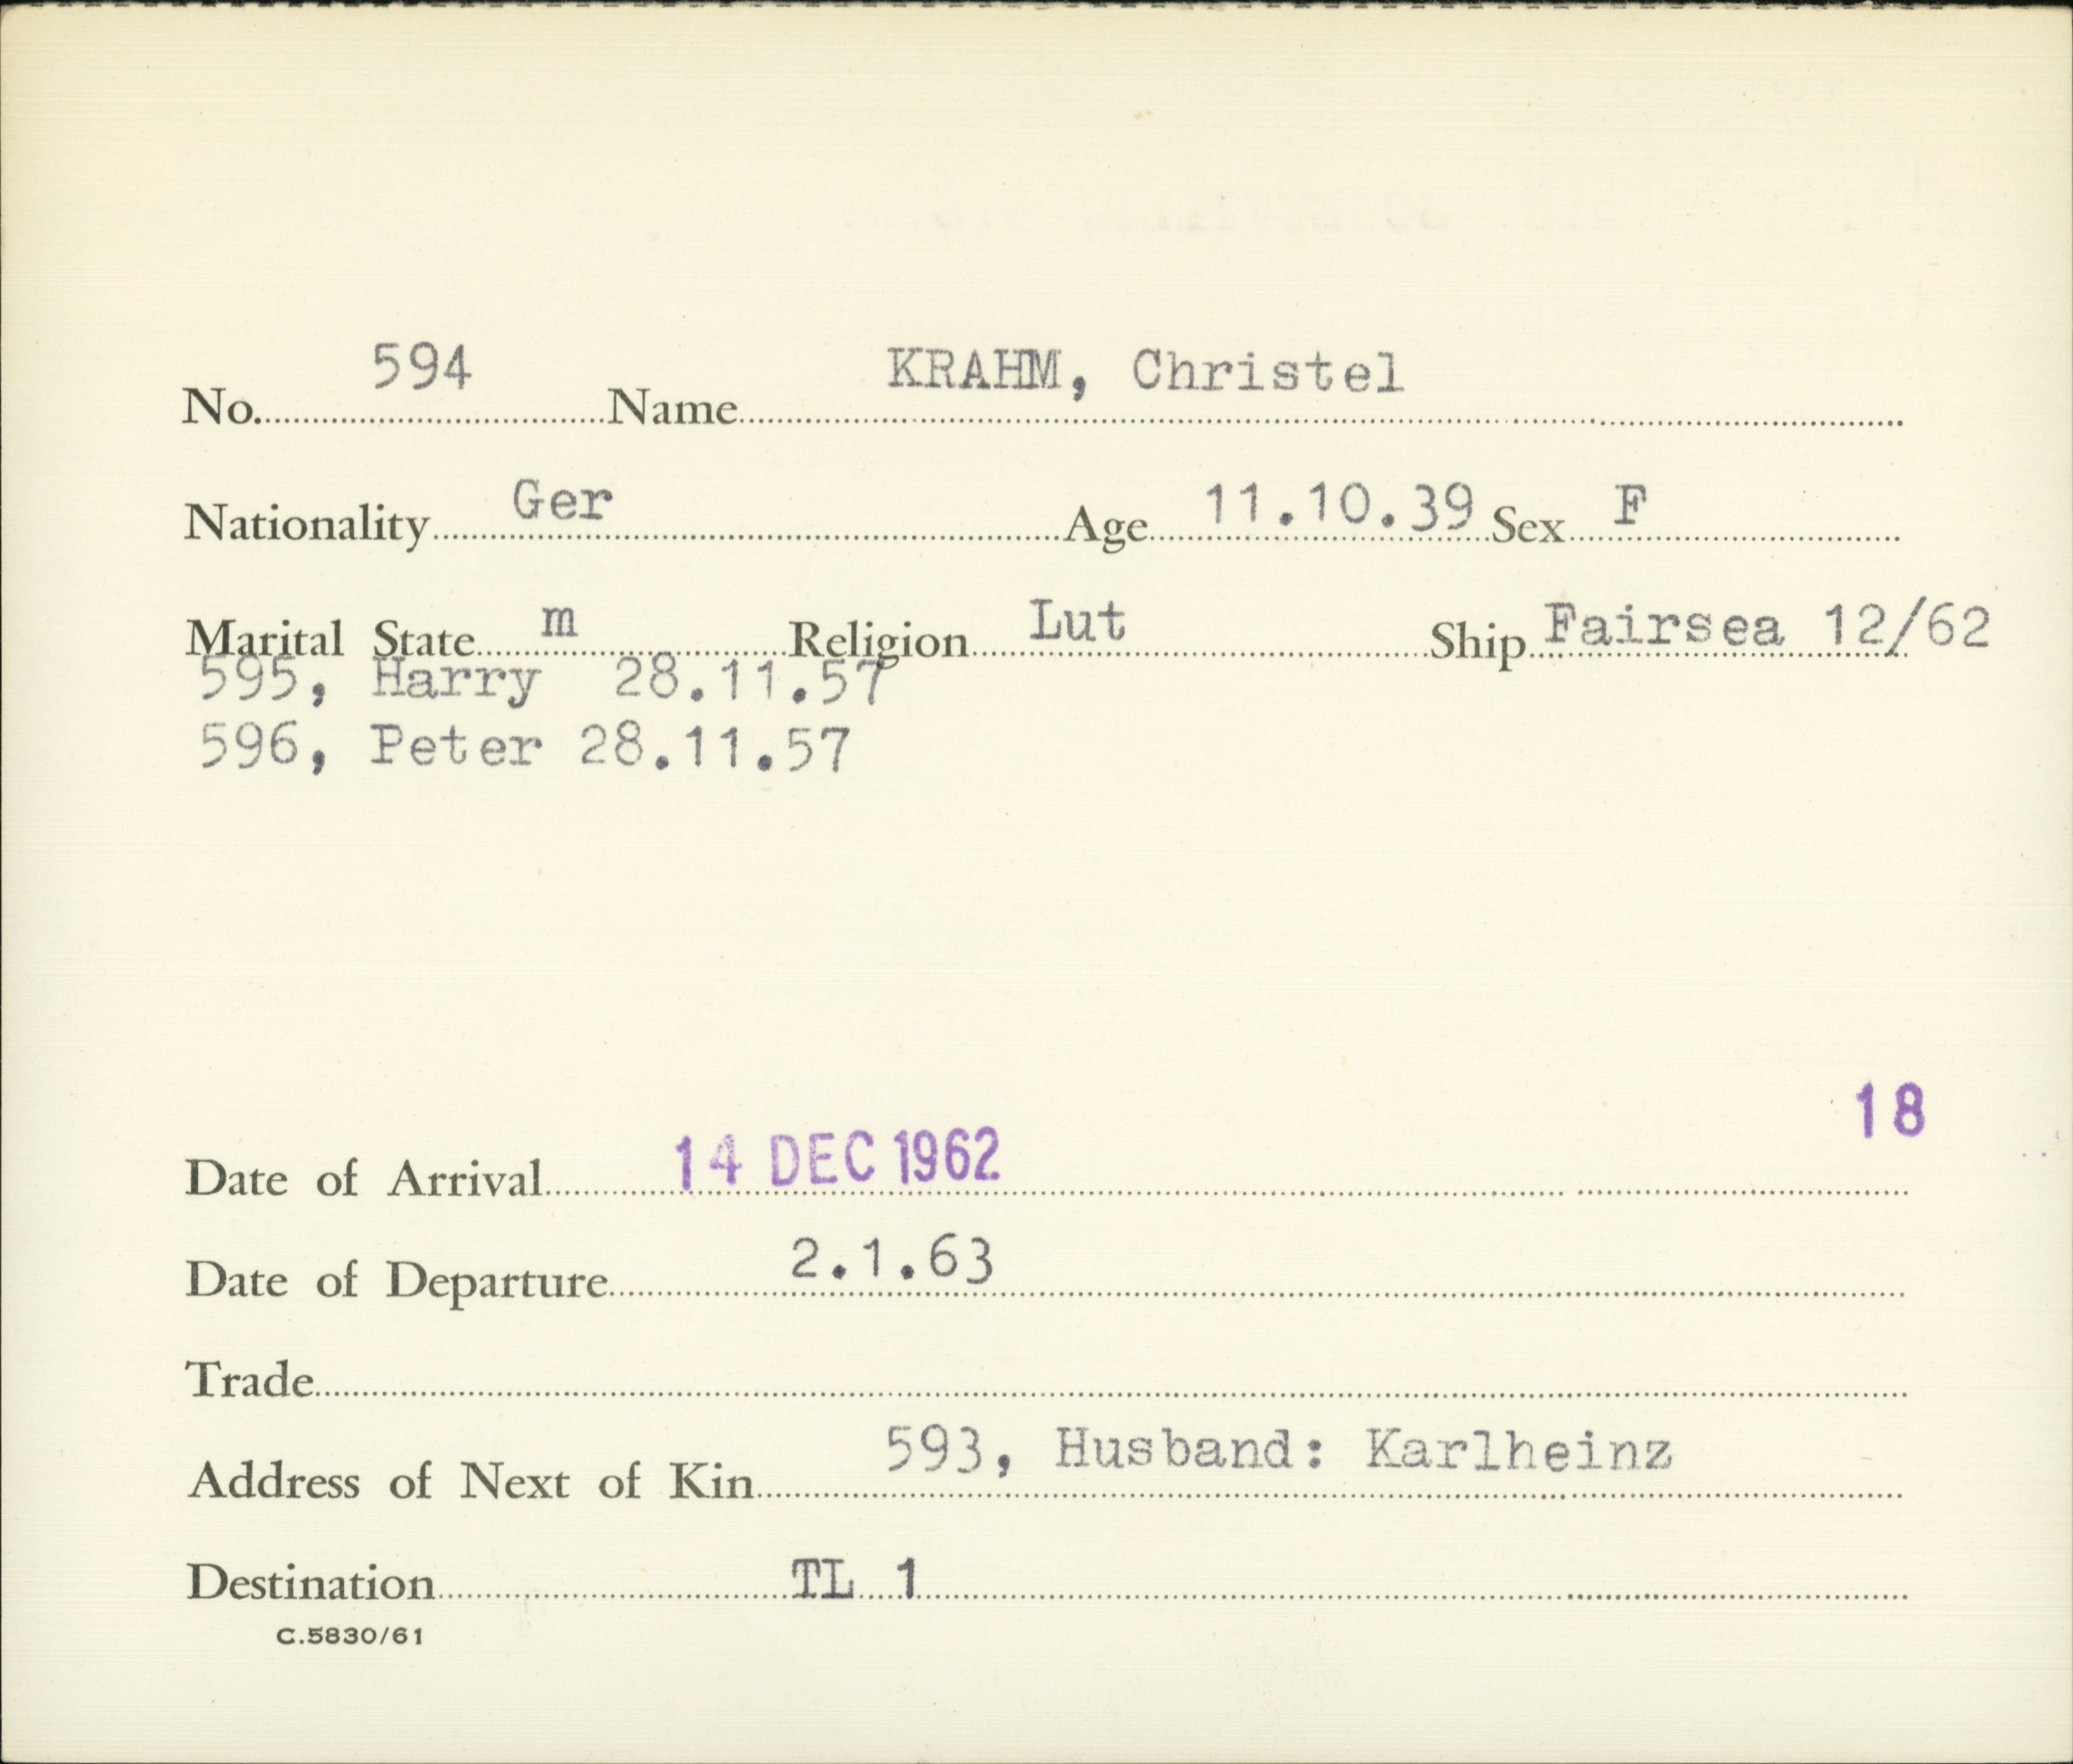 No. 594 Name KRAHM, Christel
Nationality Ger Age 11.10.39 Sex F
Marital State m Religion Lut Ship Fairsea 12/62
595, Harry 28.11.57
596, Peter 28.11.57
18
Date of Arrival 14 DEC 1962
Date of Departure 2.1.63
Trade
Address of Next of Kin 593, Husband: Karlheinz
Destination TL 1
C.5830/61